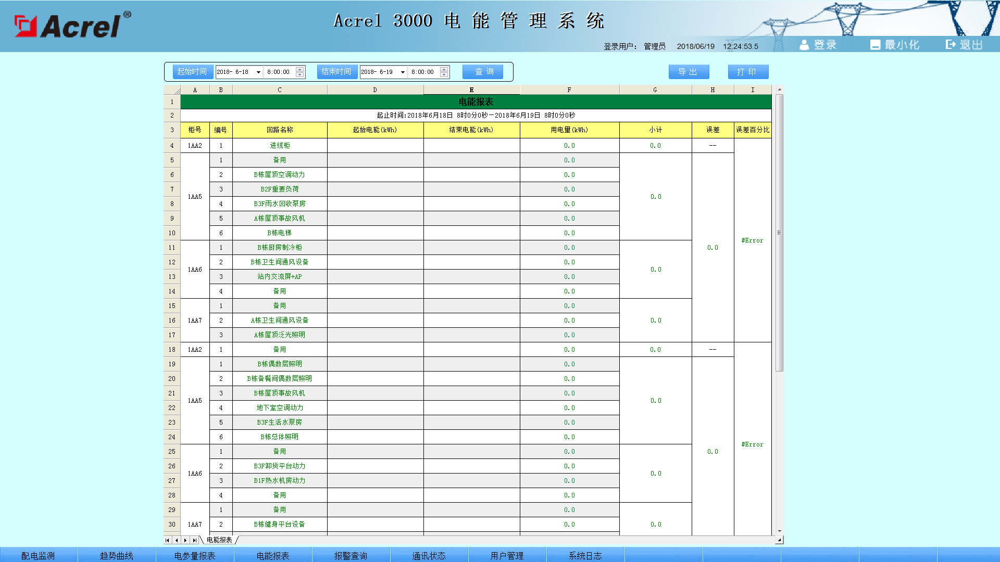 Acrel®
Acrel 3000 电 能 管 理 系 统
登录用户： 管理员 2018/06/19 12:24:53.5
登录 最小化 退出
起始时间 2018- 6-18 8:00:00 结束时间 2018- 6-19 8:00:00 查 询 导 出 打 印
A B C D E F G H I
1 电能报表
2 起止时间:2018年6月18日 8时0分0秒—2018年6月19日 8时0分0秒
3 柜号 编号 回路名称 起始电能(kWh) 结束电能(kWh) 用电量(kWh) 小计 误差 误差百分比
4 1AA2 1 进线柜 0.0 0.0 --
5 1 备用 0.0
6 2 B栋屋顶空调动力 0.0
7 3 B2F重要负荷 0.0
1AA5 0.0
8 4 B3F雨水回收泵房 0.0
9 5 A栋屋顶事故风机 0.0
10 6 B栋电梯 0.0
#Error
11 1 B栋厨房制冷柜 0.0 0.0
12 2 B栋卫生间通风设备 0.0
1AA6 0.0
13 3 站内交流屏+AP 0.0
14 4 备用 0.0
15 1 备用 0.0
16 1AA7 2 A栋卫生间通风设备 0.0 0.0
17 3 A栋屋顶泛光照明 0.0
18 1AA2 1 备用 0.0 0.0 --
19 1 B栋偶数层照明 0.0
20 2 B栋备餐间偶数层照明 0.0
21 3 B栋屋顶事故风机 0.0
1AA5 0.0
22 4 地下室空调动力 0.0
23 5 B3F生活水泵房 0.0
24 6 B栋总体照明 0.0
#Error
25 1 备用 0.0 0.0
26 2 B3F卸货平台动力 0.0
1AA6 0.0
27 3 B1F热水机房动力 0.0
28 4 备用 0.0
29 1 备用 0.0
30 1AA7 2 B栋健身平台设备 0.0 0.0
电能报表
配电监测 趋势曲线 电参量报表 电能报表 报警查询 通讯状态 用户管理 系统日志